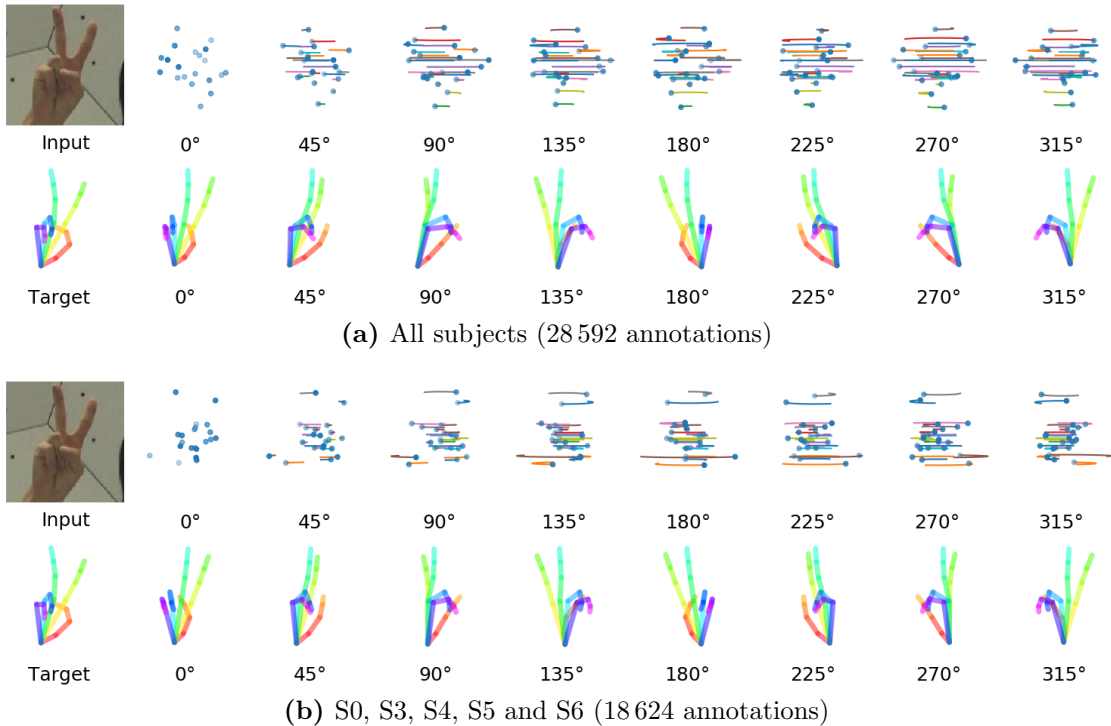 Input 0° 45° 90° 135° 180° 225° 270° 315°
Target 0° 45° 90° 135° 180° 225° 270° 315°
(a) All subjects (28 592 annotations)
Input 0° 45° 90° 135° 180° 225° 270° 315°
Target 0° 45° 90° 135° 180° 225° 270° 315°
(b) S0, S3, S4, S5 and S6 (18 624 annotations)